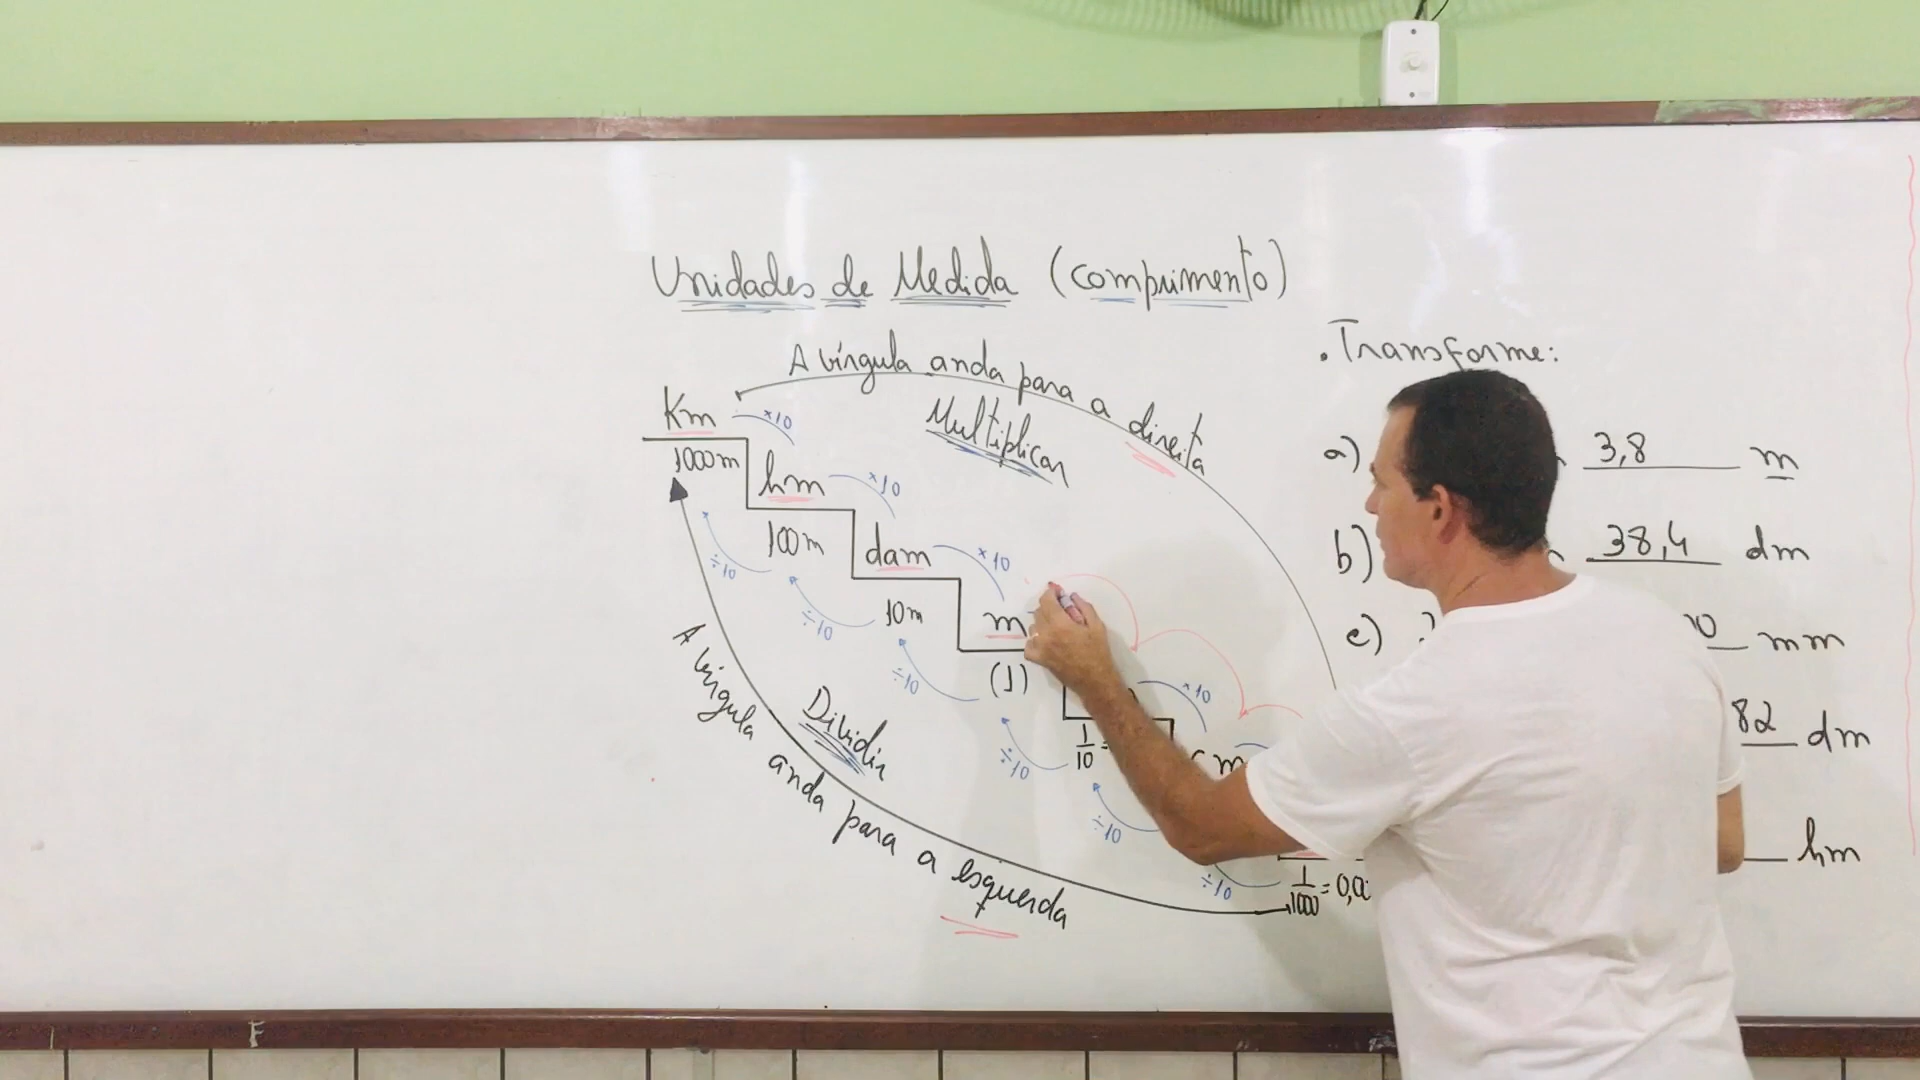 Unidades de Medida (comprimento)
A vírgula anda para a direita
Multiplicar
Km
x10
1000m
hm
x10
100m
dam
x10
10m
m
(1)
x10
1/10 =
cm
1/1000 = 0,0
÷10
÷10
÷10
÷10
÷10
÷10
Dividir
A vírgula anda para a esquerda
. Transforme:
a) 3,8 m
b) 38,4 dm
c) mm
82 dm
hm